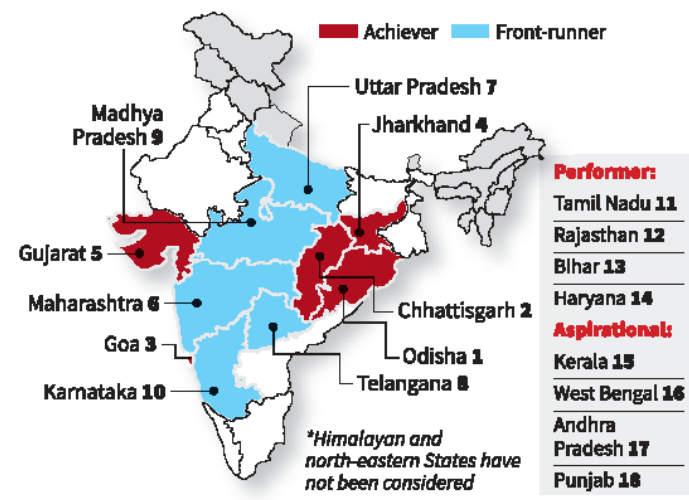 Achiever
Front-runner
Uttar Pradesh 7
Madhya
Pradesh 9
Jharkhand 4
Gujarat 5
Maharashtra 6
Chhattisgarh 2
Goa 3
Odisha 1
Karnataka 10
Telangana 8
*Himalayan and
north-eastern States have
not been considered
Performer:
Tamil Nadu 11
Rajasthan 12
Bihar 13
Haryana 14
Aspirational:
Kerala 15
West Bengal 16
Andhra
Pradesh 17
Punjab 18